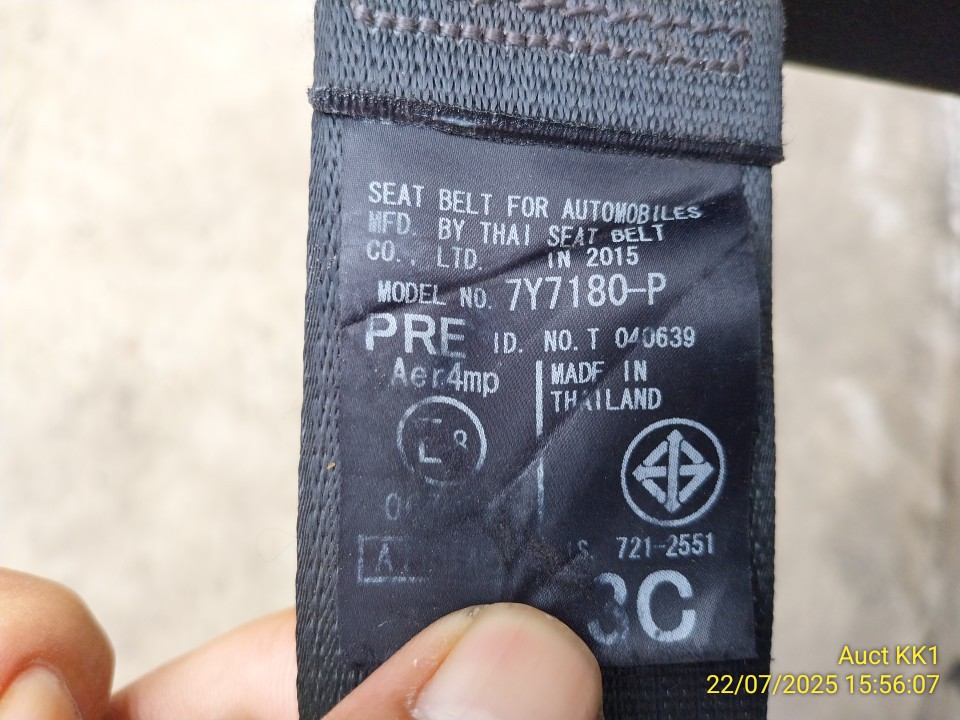 SEAT BELT FOR AUTOMOBILES
MFD. BY THAI SEAT BELT
CO., LTD. IN 2015
MODEL NO. 7Y7180-P
PRE ID. NO. T 040639
Aer4mp
MADE IN
THAILAND
721-2551
3C
Auct KK1
22/07/2025 15:56:07